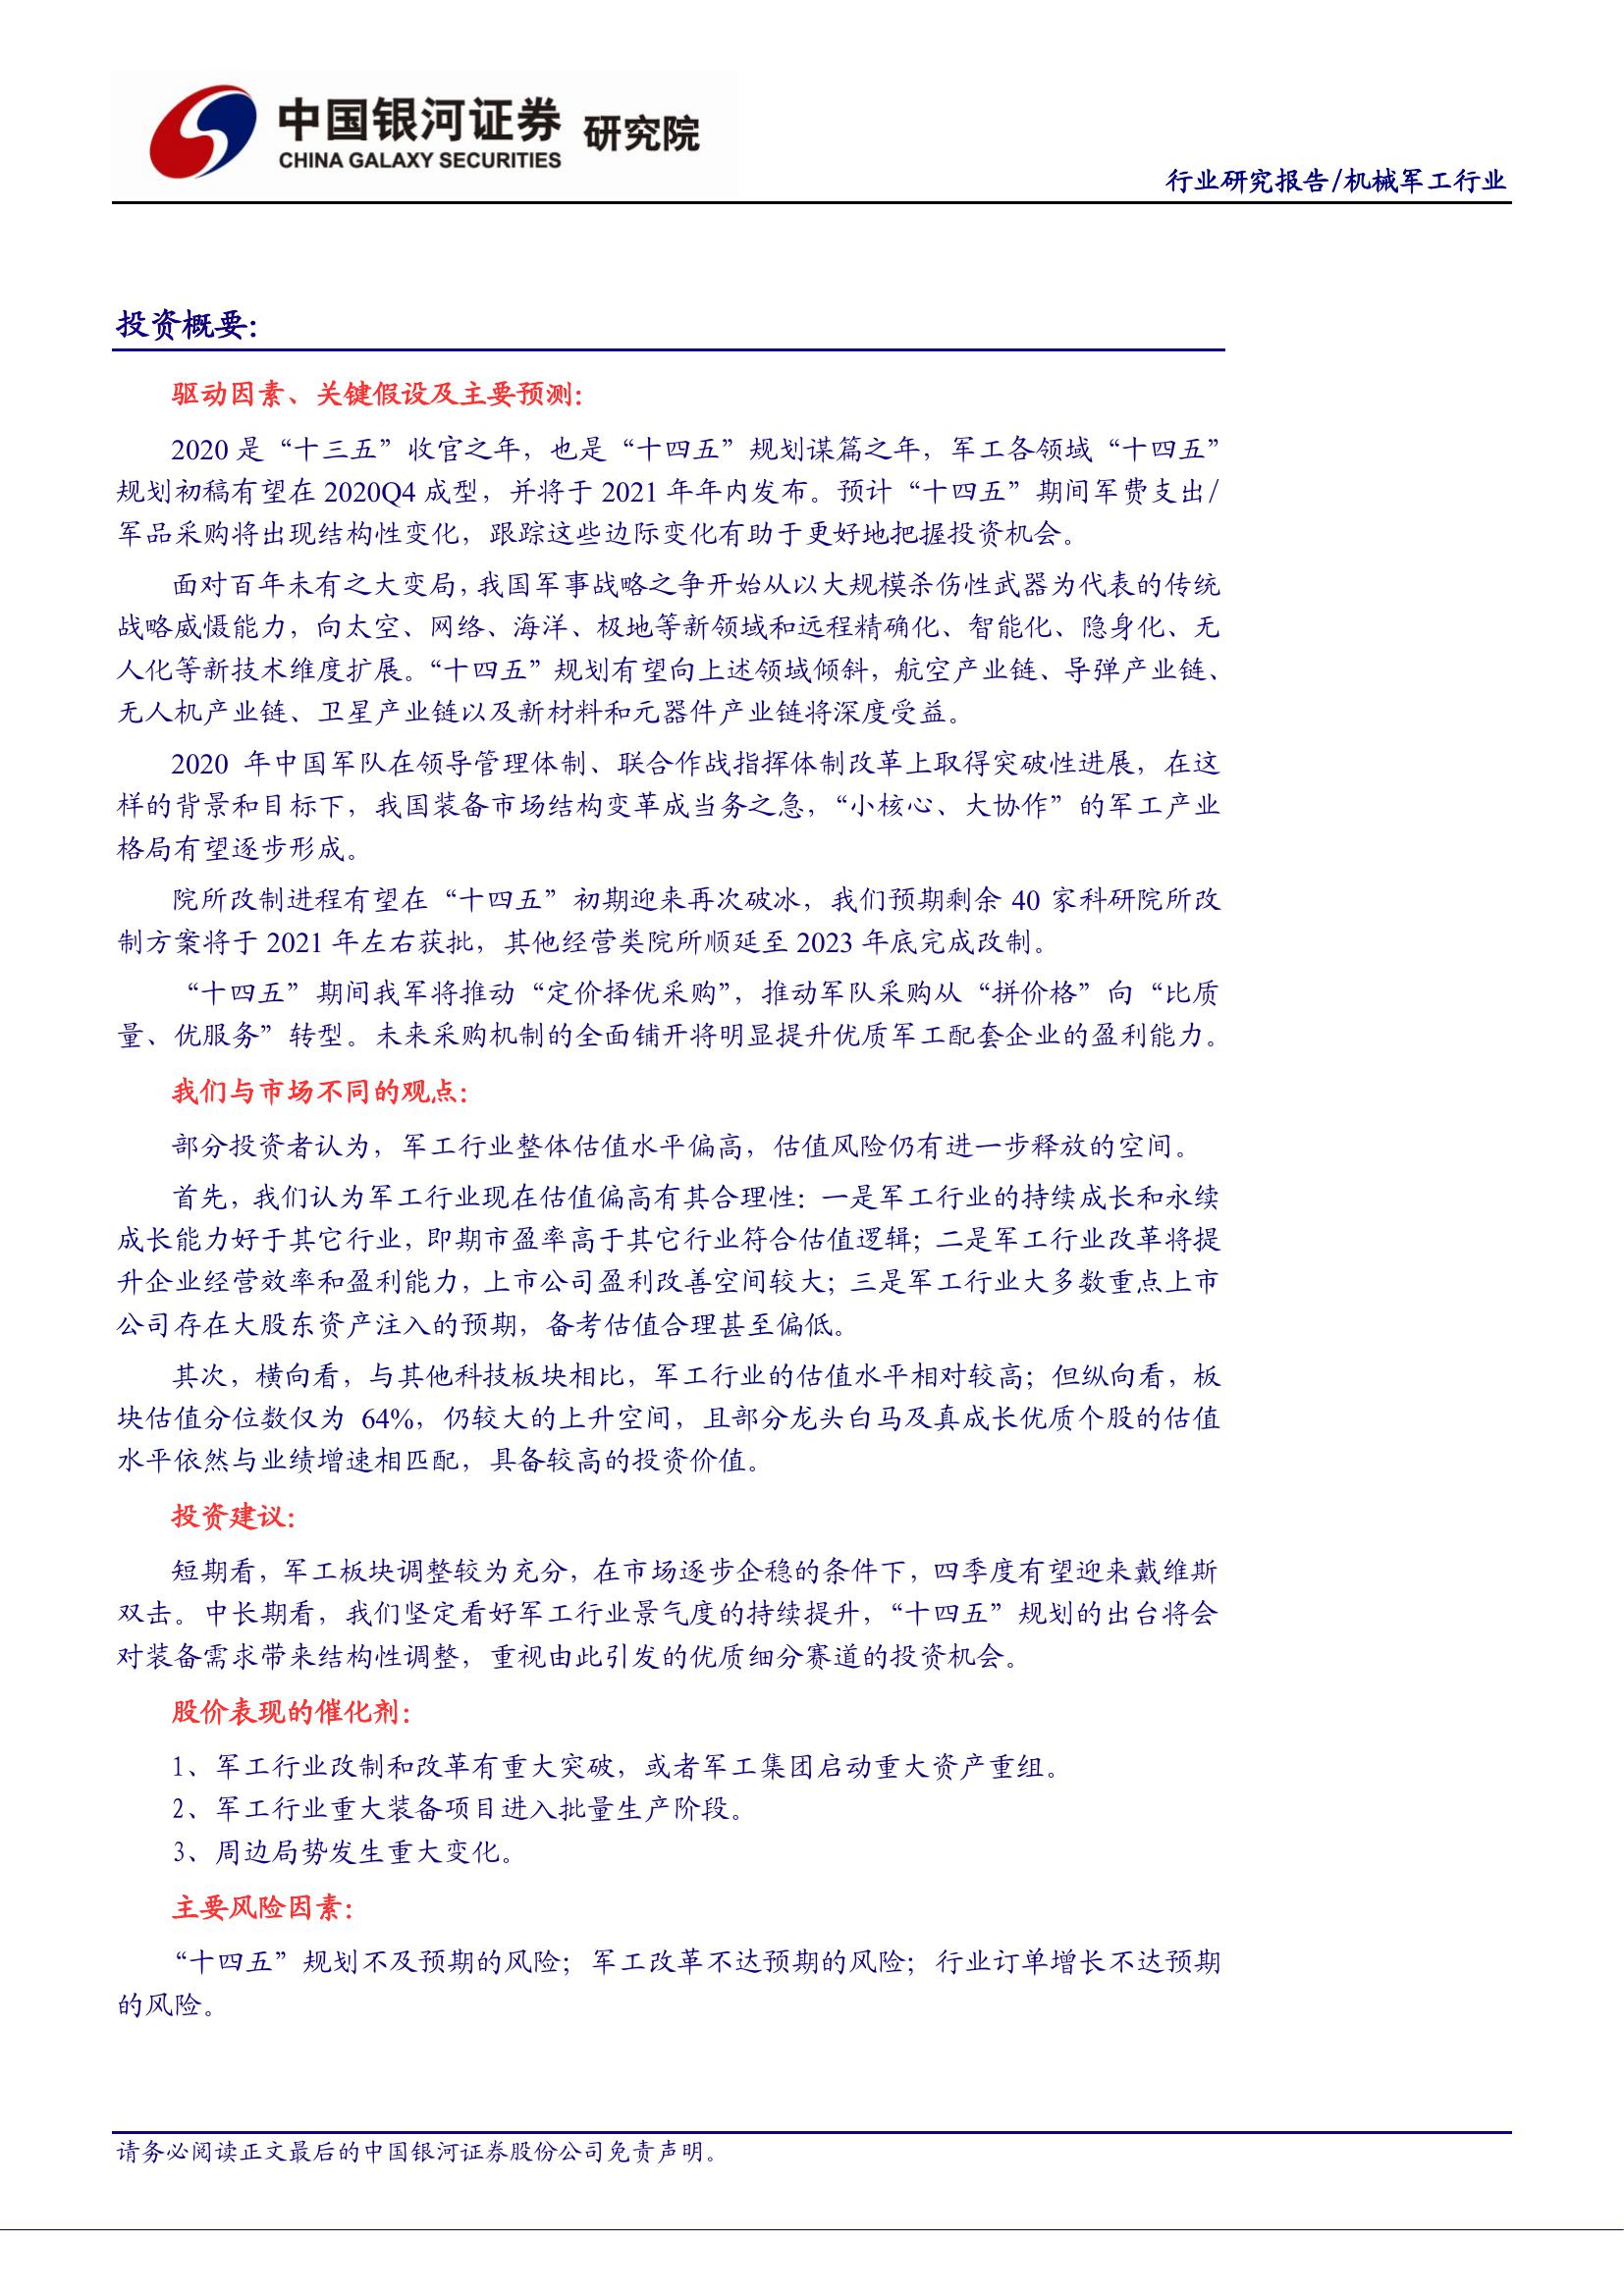 中国银河证券 研究院
CHINA GALAXY SECURITIES
行业研究报告/机械军工行业
投资概要:
驱动因素、关键假设及主要预测:
2020 是“十三五”收官之年，也是“十四五”规划谋篇之年，军工各领域“十四五”
规划初稿有望在 2020Q4 成型，并将于 2021 年年内发布。预计“十四五”期间军费支出/
军品采购将出现结构性变化，跟踪这些边际变化有助于更好地把握投资机会。
面对百年未有之大变局，我国军事战略之争开始从以大规模杀伤性武器为代表的传统
战略威慑能力，向太空、网络、海洋、极地等新领域和远程精确化、智能化、隐身化、无
人化等新技术维度扩展。“十四五”规划有望向上述领域倾斜，航空产业链、导弹产业链、
无人机产业链、卫星产业链以及新材料和元器件产业链将深度受益。
2020 年中国军队在领导管理体制、联合作战指挥体制改革上取得突破性进展，在这
样的背景和目标下，我国装备市场结构变革成当务之急，“小核心、大协作”的军工产业
格局有望逐步形成。
院所改制进程有望在“十四五”初期迎来再次破冰，我们预期剩余 40 家科研院所改
制方案将于 2021 年左右获批，其他经营类院所顺延至 2023 年底完成改制。
“十四五”期间我军将推动“定价择优采购”，推动军队采购从“拼价格”向“比质
量、优服务”转型。未来采购机制的全面铺开将明显提升优质军工配套企业的盈利能力。
我们与市场不同的观点:
部分投资者认为，军工行业整体估值水平偏高，估值风险仍有进一步释放的空间。
首先，我们认为军工行业现在估值偏高有其合理性：一是军工行业的持续成长和永续
成长能力好于其它行业，即期市盈率高于其它行业符合估值逻辑；二是军工行业改革将提
升企业经营效率和盈利能力，上市公司盈利改善空间较大；三是军工行业大多数重点上市
公司存在大股东资产注入的预期，备考估值合理甚至偏低。
其次，横向看，与其他科技板块相比，军工行业的估值水平相对较高；但纵向看，板
块估值分位数仅为 64%，仍较大的上升空间，且部分龙头白马及真成长优质个股的估值
水平依然与业绩增速相匹配，具备较高的投资价值。
投资建议:
短期看，军工板块调整较为充分，在市场逐步企稳的条件下，四季度有望迎来戴维斯
双击。中长期看，我们坚定看好军工行业景气度的持续提升，“十四五”规划的出台将会
对装备需求带来结构性调整，重视由此引发的优质细分赛道的投资机会。
股价表现的催化剂:
1、军工行业改制和改革有重大突破，或者军工集团启动重大资产重组。
2、军工行业重大装备项目进入批量生产阶段。
3、周边局势发生重大变化。
主要风险因素:
“十四五”规划不及预期的风险；军工改革不达预期的风险；行业订单增长不达预期
的风险。
请务必阅读正文最后的中国银河证券股份公司免责声明。